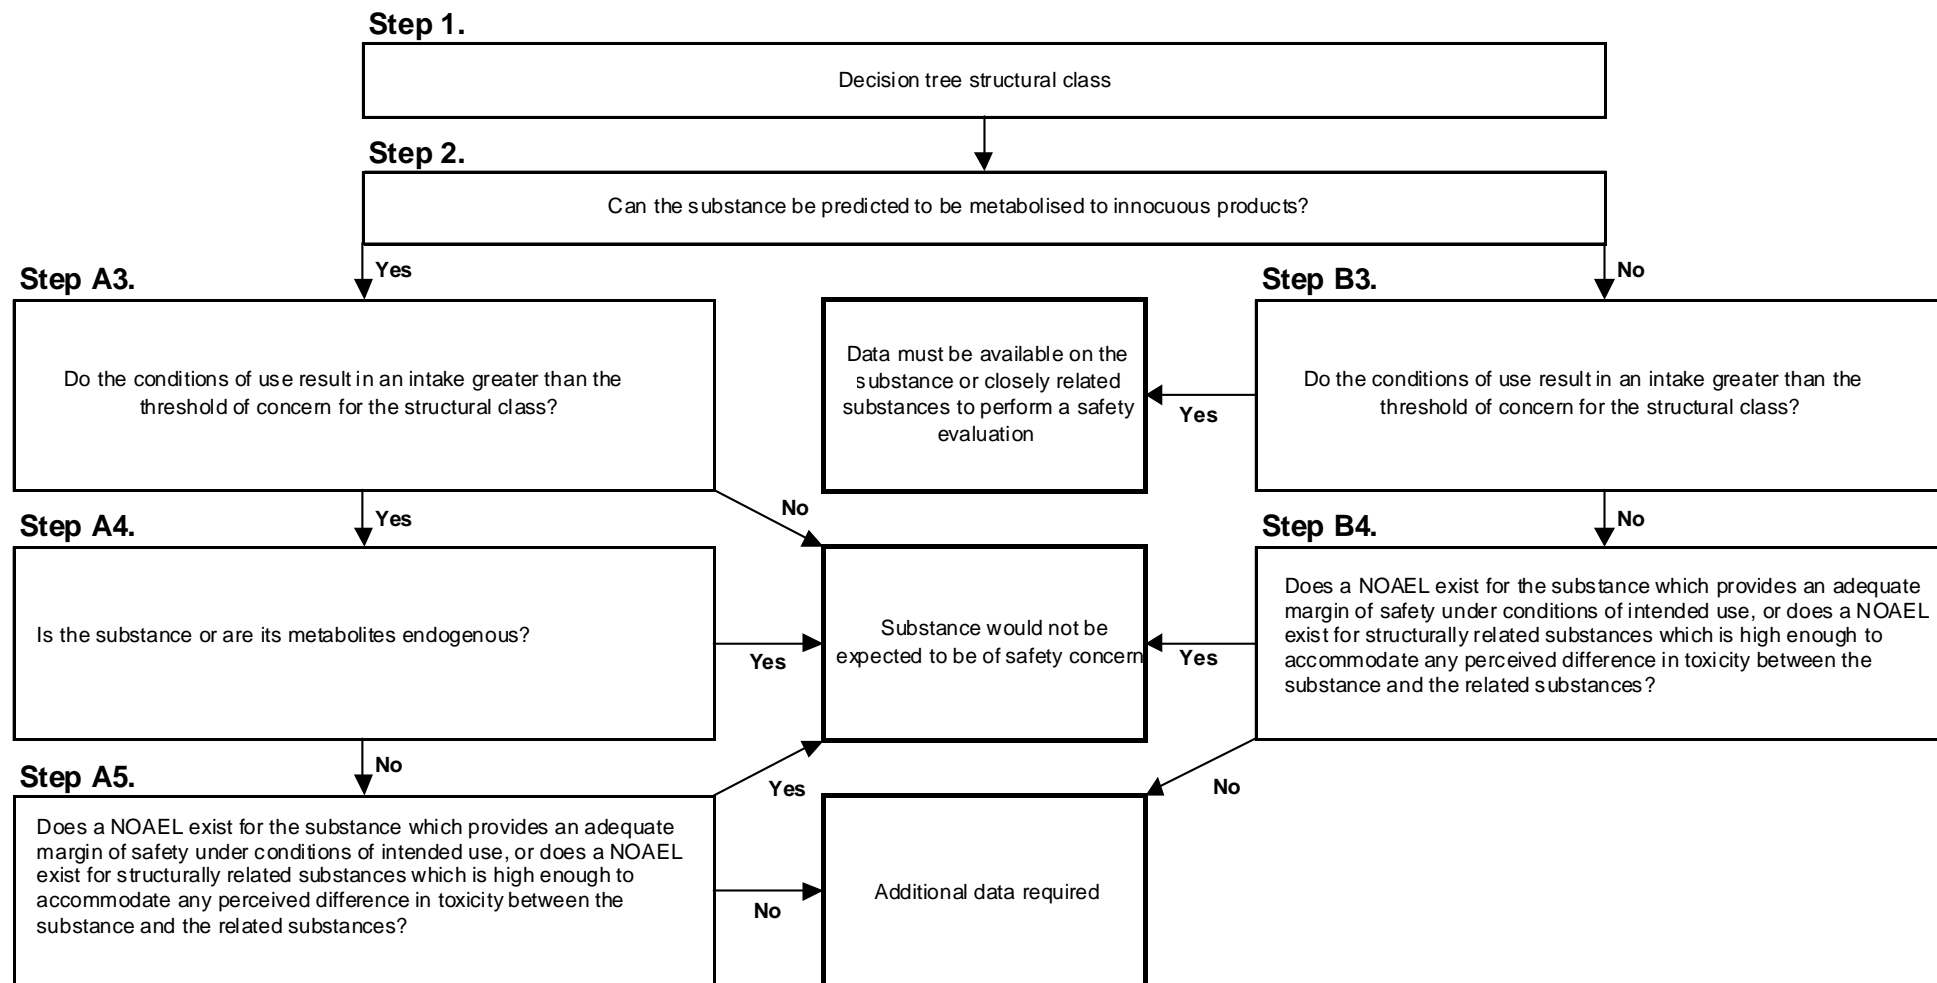 Step 1.
Decision tree structural class
Step 2.
Can the substance be predicted to be metabolised to innocuous products?
Yes
No
Step A3.
Do the conditions of use result in an intake greater than the
threshold of concern for the structural class?
Data must be available on the
substance or closely related
substances to perform a safety
evaluation
Yes
Step B3.
Do the conditions of use result in an intake greater than the
threshold of concern for the structural class?
Yes
No
No
Step A4.
Is the substance or are its metabolites endogenous?
Yes
Substance would not be
expected to be of safety concern
Yes
Step B4.
Does a NOAEL exist for the substance which provides an adequate
margin of safety under conditions of intended use, or does a NOAEL
exist for structurally related substances which is high enough to
accommodate any perceived difference in toxicity between the
substance and the related substances?
No
Yes
No
Step A5.
Does a NOAEL exist for the substance which provides an adequate
margin of safety under conditions of intended use, or does a NOAEL
exist for structurally related substances which is high enough to
accommodate any perceived difference in toxicity between the
substance and the related substances?
No
Additional data required